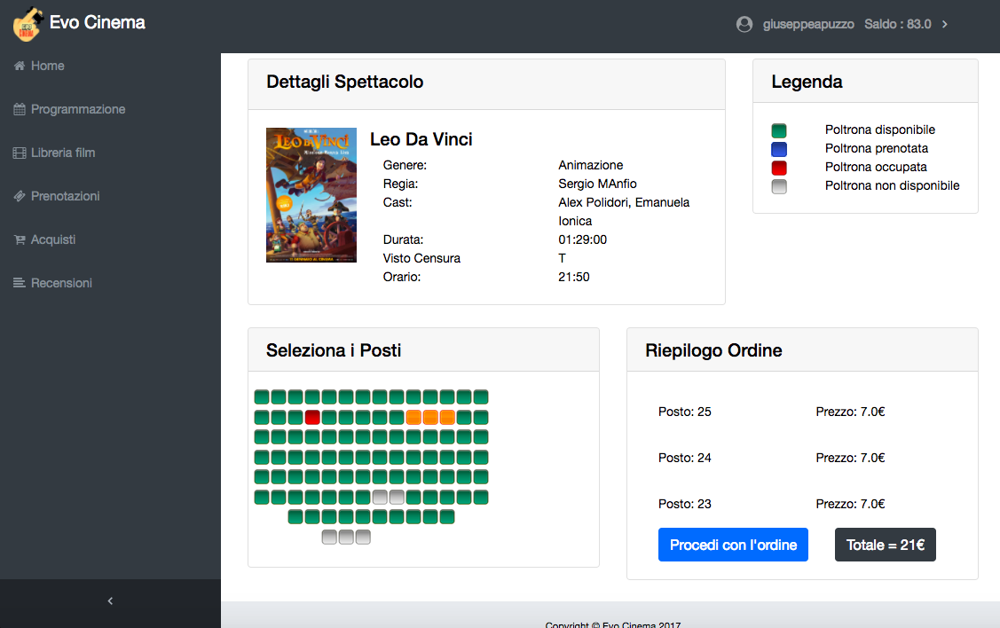 Evo Cinema
giuseppeapuzzo Saldo : 83.0
Home
Programmazione
Libreria film
Prenotazioni
Acquisti
Recensioni
Dettagli Spettacolo
LEO DA VINCI
Leo Da Vinci
Genere: Animazione
Regia: Sergio MAnfio
Cast: Alex Polidori, Emanuela
Ionica
Durata: 01:29:00
Visto Censura T
Orario: 21:50
Legenda
Poltrona disponibile
Poltrona prenotata
Poltrona occupata
Poltrona non disponibile
Seleziona i Posti
Riepilogo Ordine
Posto: 25 Prezzo: 7.0€
Posto: 24 Prezzo: 7.0€
Posto: 23 Prezzo: 7.0€
Procedi con l'ordine Totale = 21€
Copyright © Evo Cinema 2017